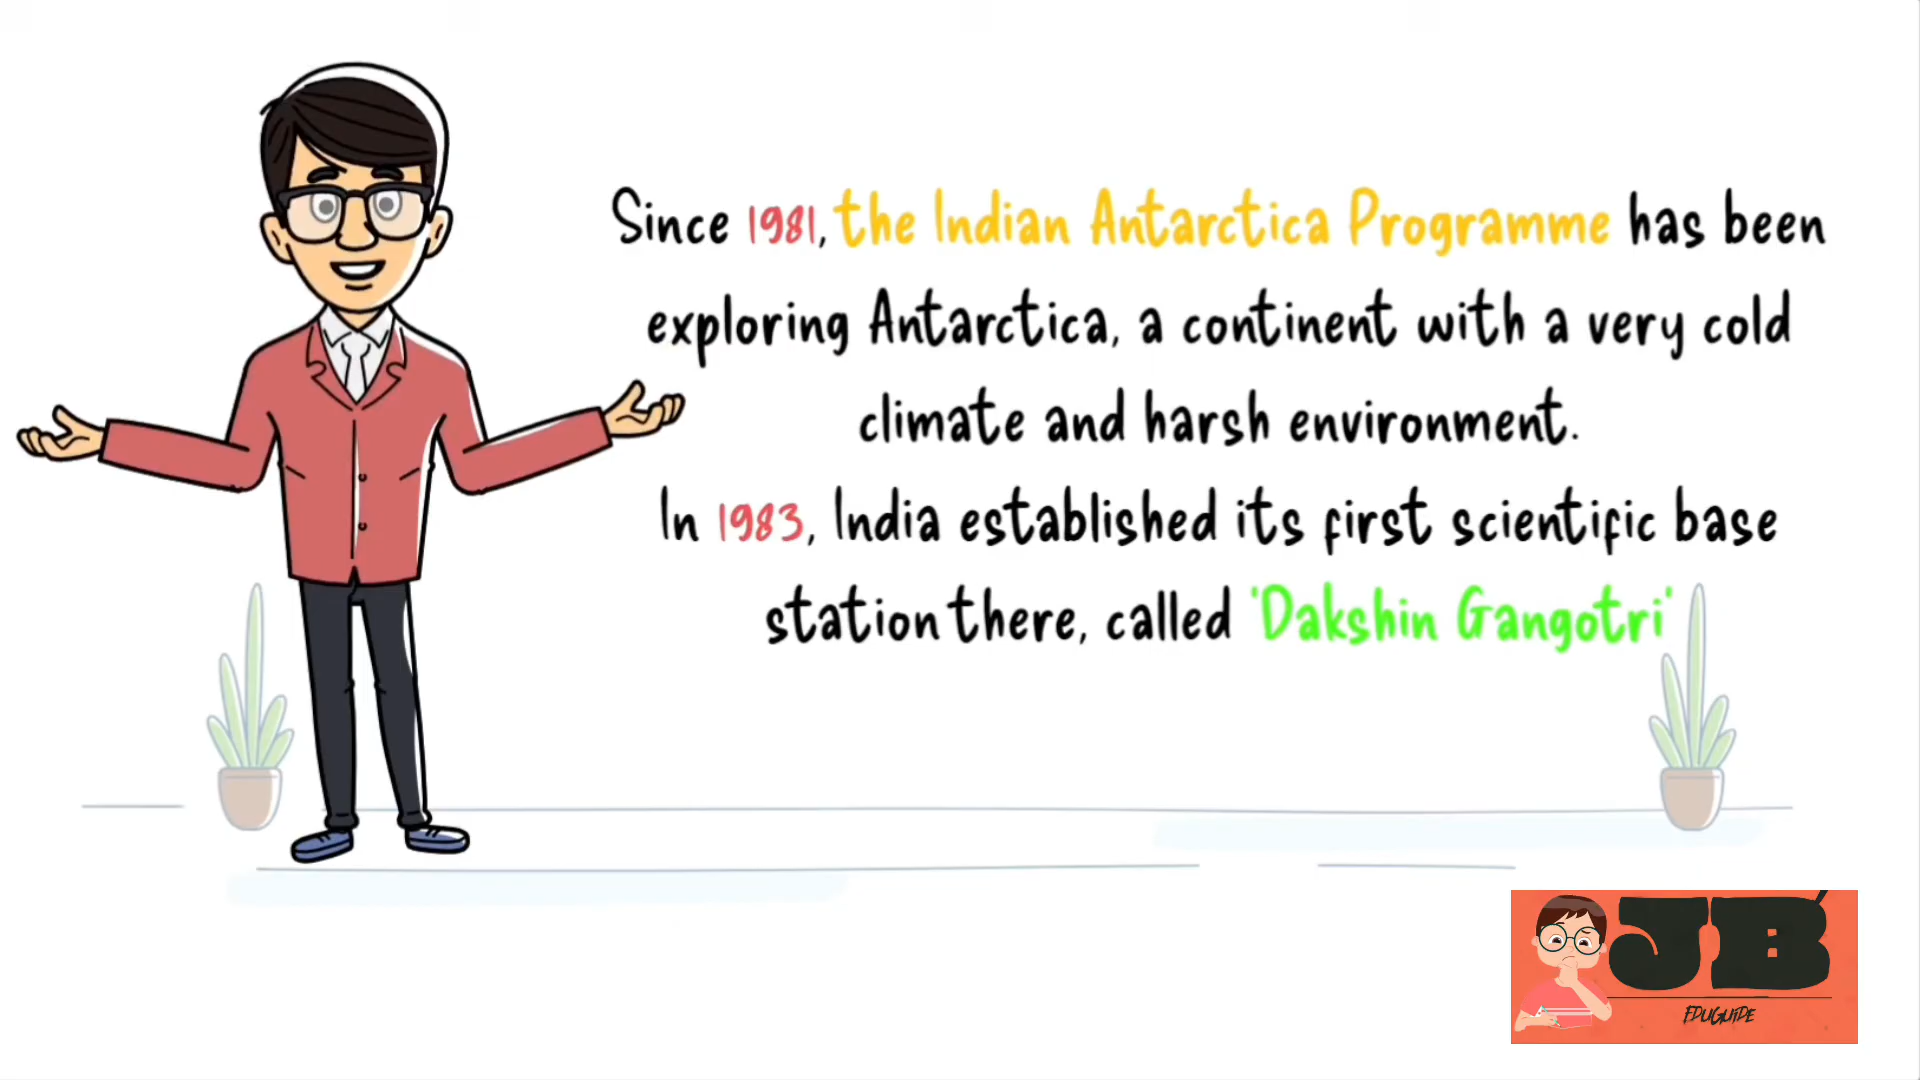 Since 1981, the Indian Antarctica Programme has been
exploring Antarctica, a continent with a very cold
climate and harsh environment.
In 1983, India established its first scientific base
station there, called 'Dakshin Gangotri'
JB
EDUGUIDE